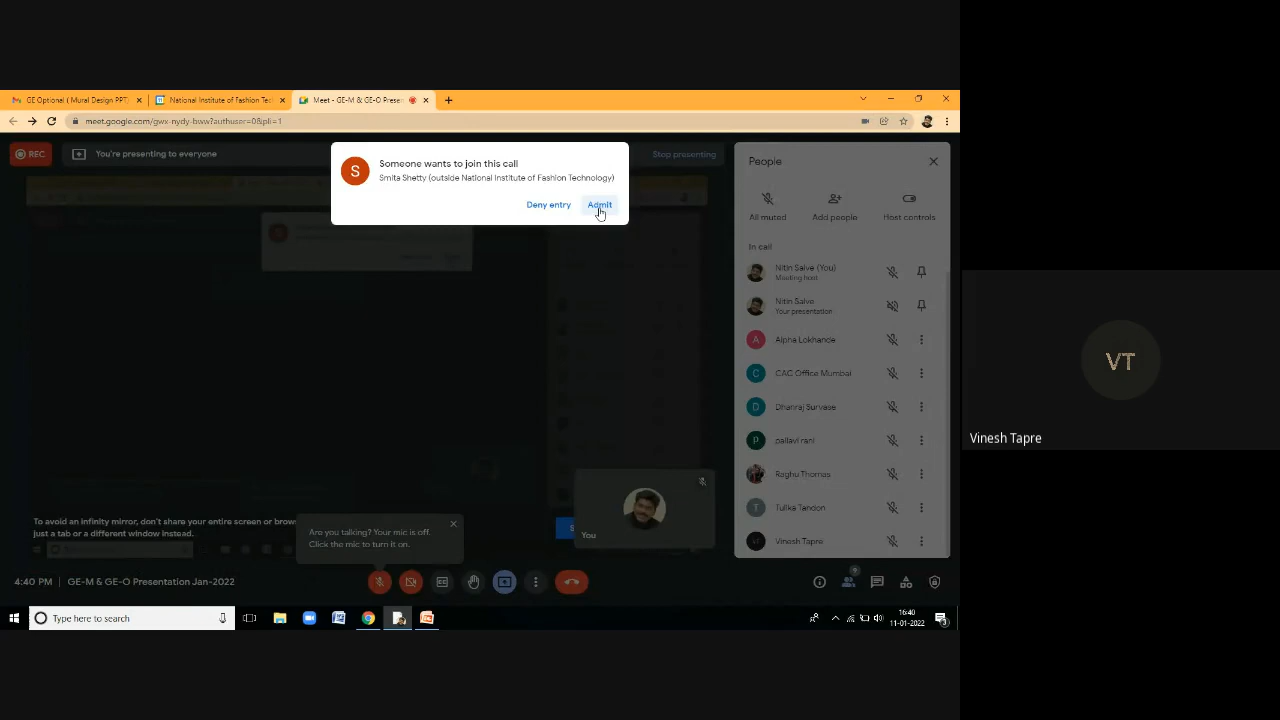 GE Optional ( Mural Design PPT)
National Institute of Fashion Tec
Meet - GE-M & GE-O Presen
meet.google.com/gwx-nydy-bww?authuser=0&pli=1
REC
You're presenting to everyone
Stop presenting
S
Someone wants to join this call
Smita Shetty (outside National Institute of Fashion Technology)
Deny entry
Admit
People
All muted
Add people
Host controls
In call
Nitin Salve (You)
Meeting host
Nitin Salve
Your presentation
A
Alpna Lokhande
C
CAC Office Mumbai
D
Dhanraj Survase
P
pallavi rani
Raghu Thomas
T
Tulika Tandon
Vinesh Tapre
To avoid an infinity mirror, don't share your entire screen or brow
just a tab or a different window instead.
Are you talking? Your mic is off.
Click the mic to turn it on.
You
4:40 PM | GE-M & GE-O Presentation Jan-2022
9
Type here to search
16:40
11-01-2022
3
VT
Vinesh Tapre